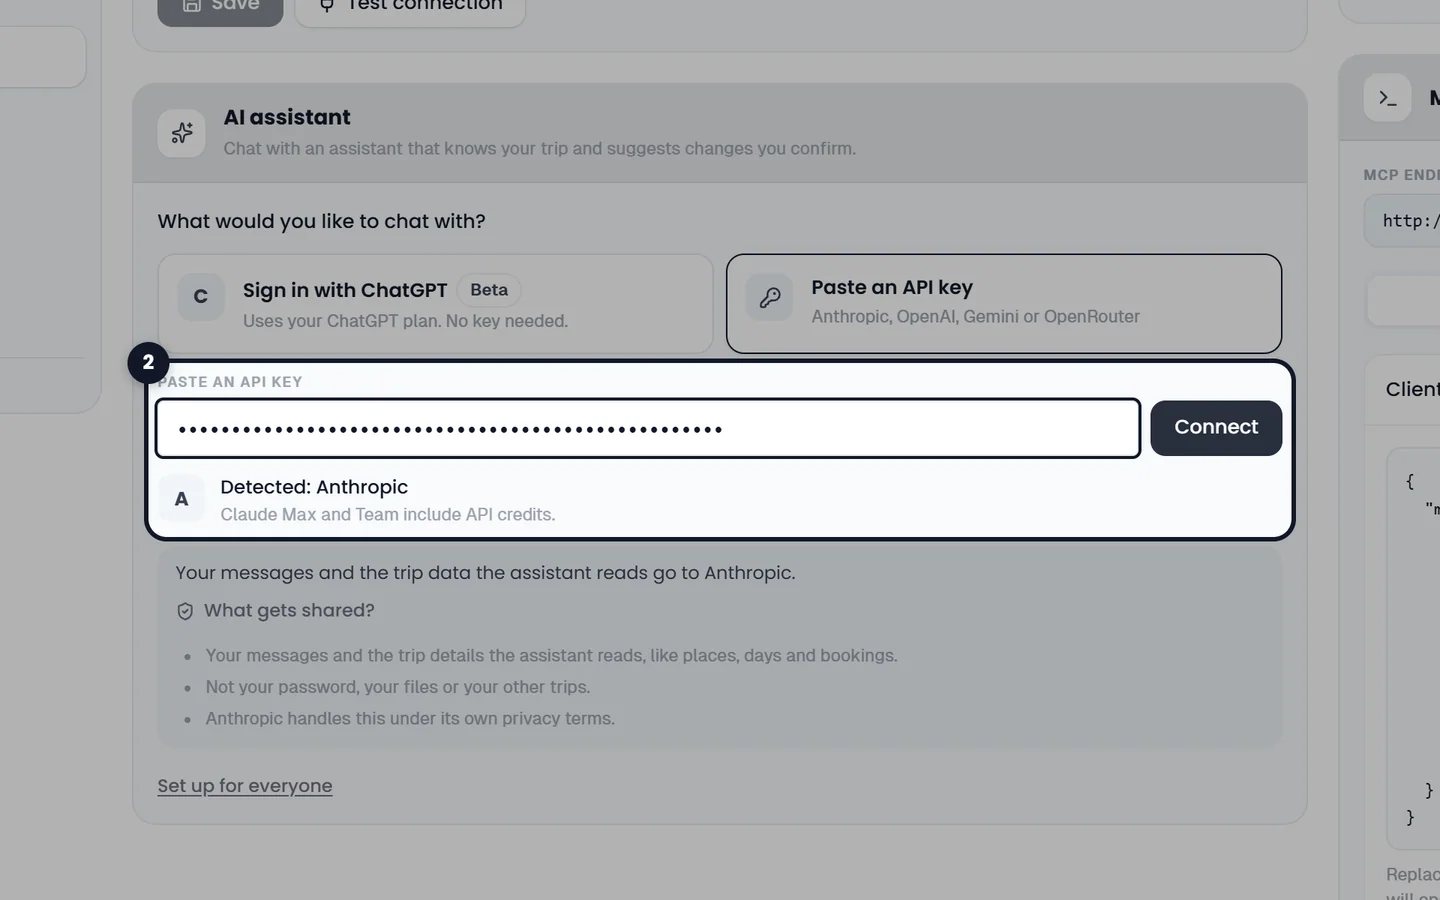 Save
Test connection
AI assistant
Chat with an assistant that knows your trip and suggests changes you confirm.
What would you like to chat with?
C
Sign in with ChatGPT Beta
Uses your ChatGPT plan. No key needed.
Paste an API key
Anthropic, OpenAI, Gemini or OpenRouter
2
PASTE AN API KEY
••••••••••••••••••••••••••••••••••••••••••••••••••
Connect
A
Detected: Anthropic
Claude Max and Team include API credits.
Your messages and the trip data the assistant reads go to Anthropic.
What gets shared?
• Your messages and the trip details the assistant reads, like places, days and bookings.
• Not your password, your files or your other trips.
• Anthropic handles this under its own privacy terms.
Set up for everyone
MCP
http:/
Client
{
"m
}
}